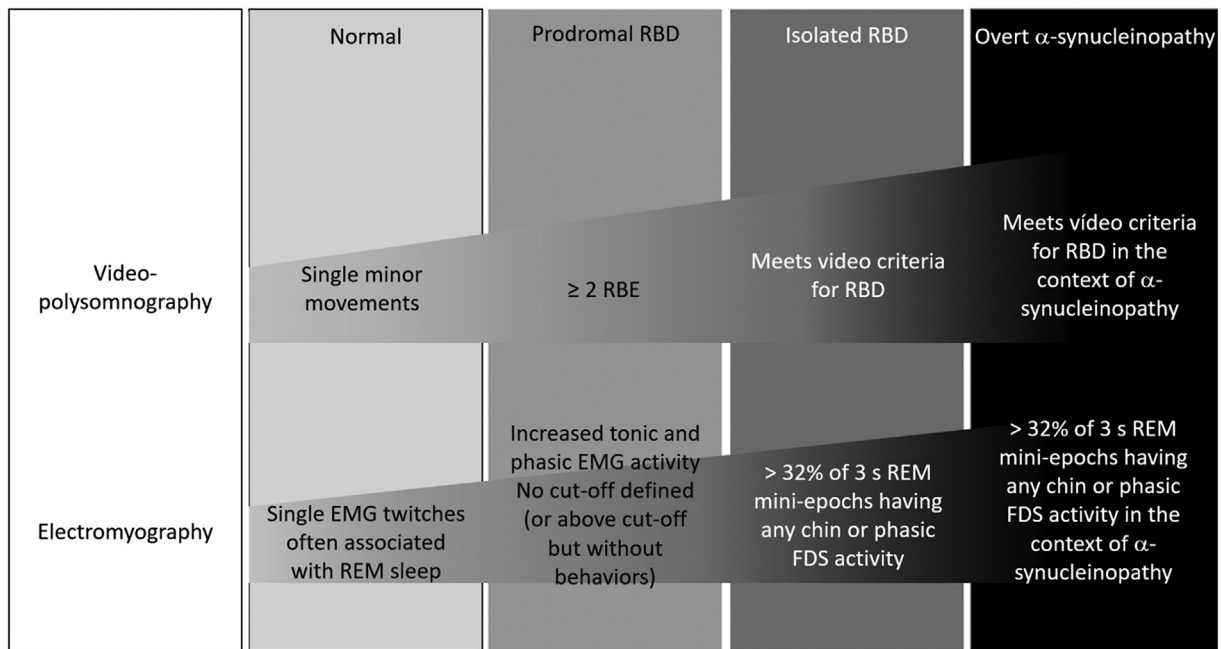 Normal
Prodromal RBD
Isolated RBD
Overt α-synucleinopathy
Video-
polysomnography
Single minor
movements
≥ 2 RBE
Meets video criteria
for RBD
Meets vídeo criteria
for RBD in the
context of α-
synucleinopathy
Electromyography
Single EMG twitches
often associated
with REM sleep
Increased tonic and
phasic EMG activity
No cut-off defined
(or above cut-off
but without
behaviors)
> 32% of 3 s REM
mini-epochs having
any chin or phasic
FDS activity
> 32% of 3 s REM
mini-epochs having
any chin or phasic
FDS activity in the
context of α-
synucleinopathy